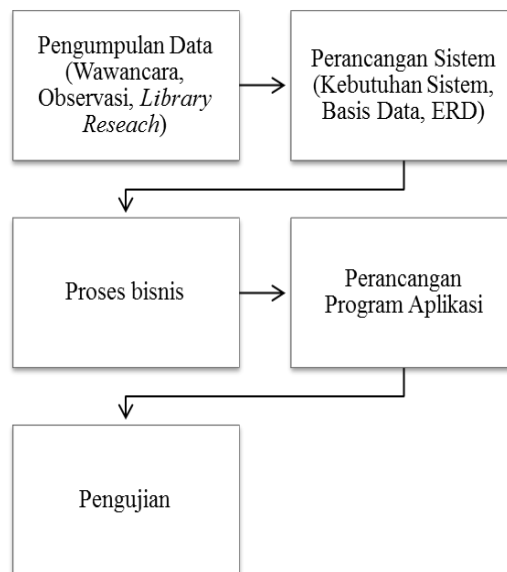 Pengumpulan Data
(Wawancara,
Observasi, Library
Reseach)
Perancangan Sistem
(Kebutuhan Sistem,
Basis Data, ERD)
Proses bisnis
Perancangan
Program Aplikasi
Pengujian